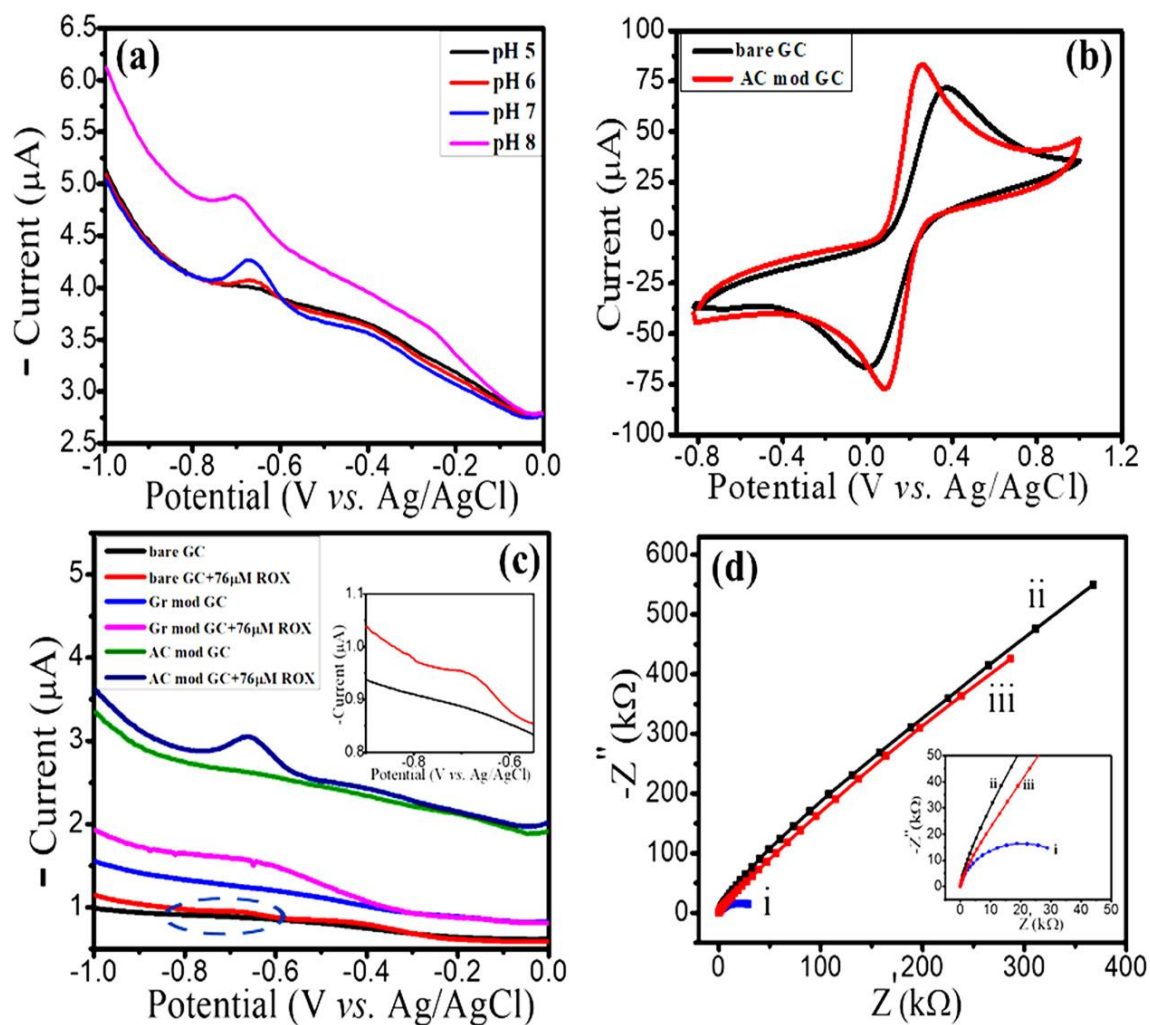 (a)
pH 5
pH 6
pH 7
pH 8
6.5
6.0
5.5
5.0
4.5
4.0
3.5
3.0
2.5
- Current (µA)
-1.0 -0.8 -0.6 -0.4 -0.2 0.0
Potential (V vs. Ag/AgCl)
(b)
bare GC
AC mod GC
100
75
50
25
0
-25
-50
-75
-100
Current (µA)
-0.8 -0.4 0.0 0.4 0.8 1.2
Potential (V vs. Ag/AgCl)
(c)
bare GC
bare GC+76µM ROX
Gr mod GC
Gr mod GC+76µM ROX
AC mod GC
AC mod GC+76µM ROX
5
4
3
2
1
- Current (µA)
-1.0 -0.8 -0.6 -0.4 -0.2 0.0
Potential (V vs. Ag/AgCl)
1.1
1.0
0.9
0.8
-Current (µA)
-0.8 -0.6
Potential (V vs. Ag/AgCl)
(d)
600
500
400
300
200
100
0
-Z" (kΩ)
0 100 200 300 400
Z' (kΩ)
ii
iii
i
50
40
30
20
10
0
-Z" (kΩ)
0 10 20 30 40 50
Z' (kΩ)
ii
iii
i